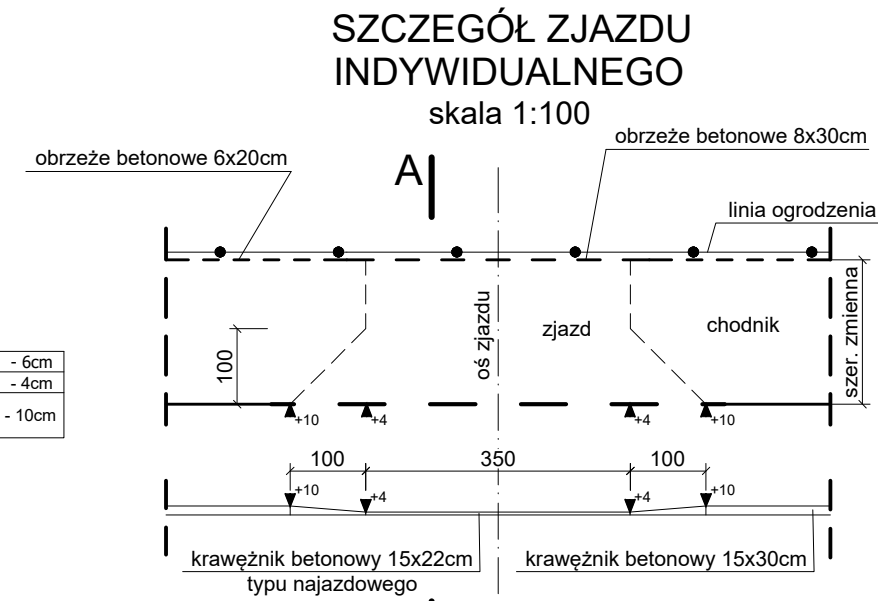 SZCZEGÓŁ ZJAZDU
INDYWIDUALNEGO
skala 1:100
obrzeże betonowe 8x30cm
obrzeże betonowe 6x20cm
A
linia ogrodzenia
oś zjazdu
zjazd
chodnik
szer. zmienna
100
- 6cm
- 4cm
- 10cm
+10 +4 +4 +10
100 350 100
+10 +4 +4 +10
krawężnik betonowy 15x22cm
typu najazdowego
krawężnik betonowy 15x30cm